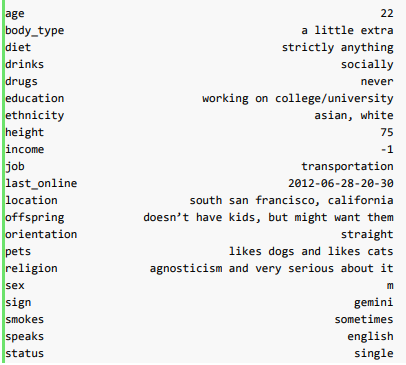 age 22
body_type a little extra
diet strictly anything
drinks socially
drugs never
education working on college/university
ethnicity asian, white
height 75
income -1
job transportation
last_online 2012-06-28-20-30
location south san francisco, california
offspring doesn’t have kids, but might want them
orientation straight
pets likes dogs and likes cats
religion agnosticism and very serious about it
sex m
sign gemini
smokes sometimes
speaks english
status single